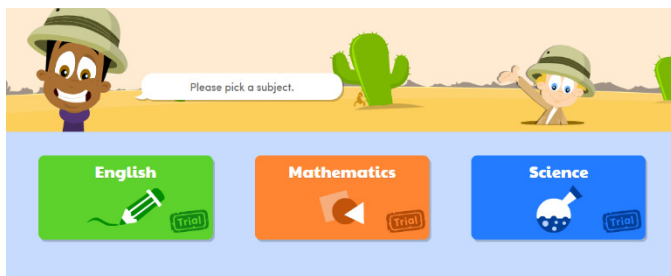 Please pick a subject.
English
Trial
Mathematics
Trial
Science
Trial